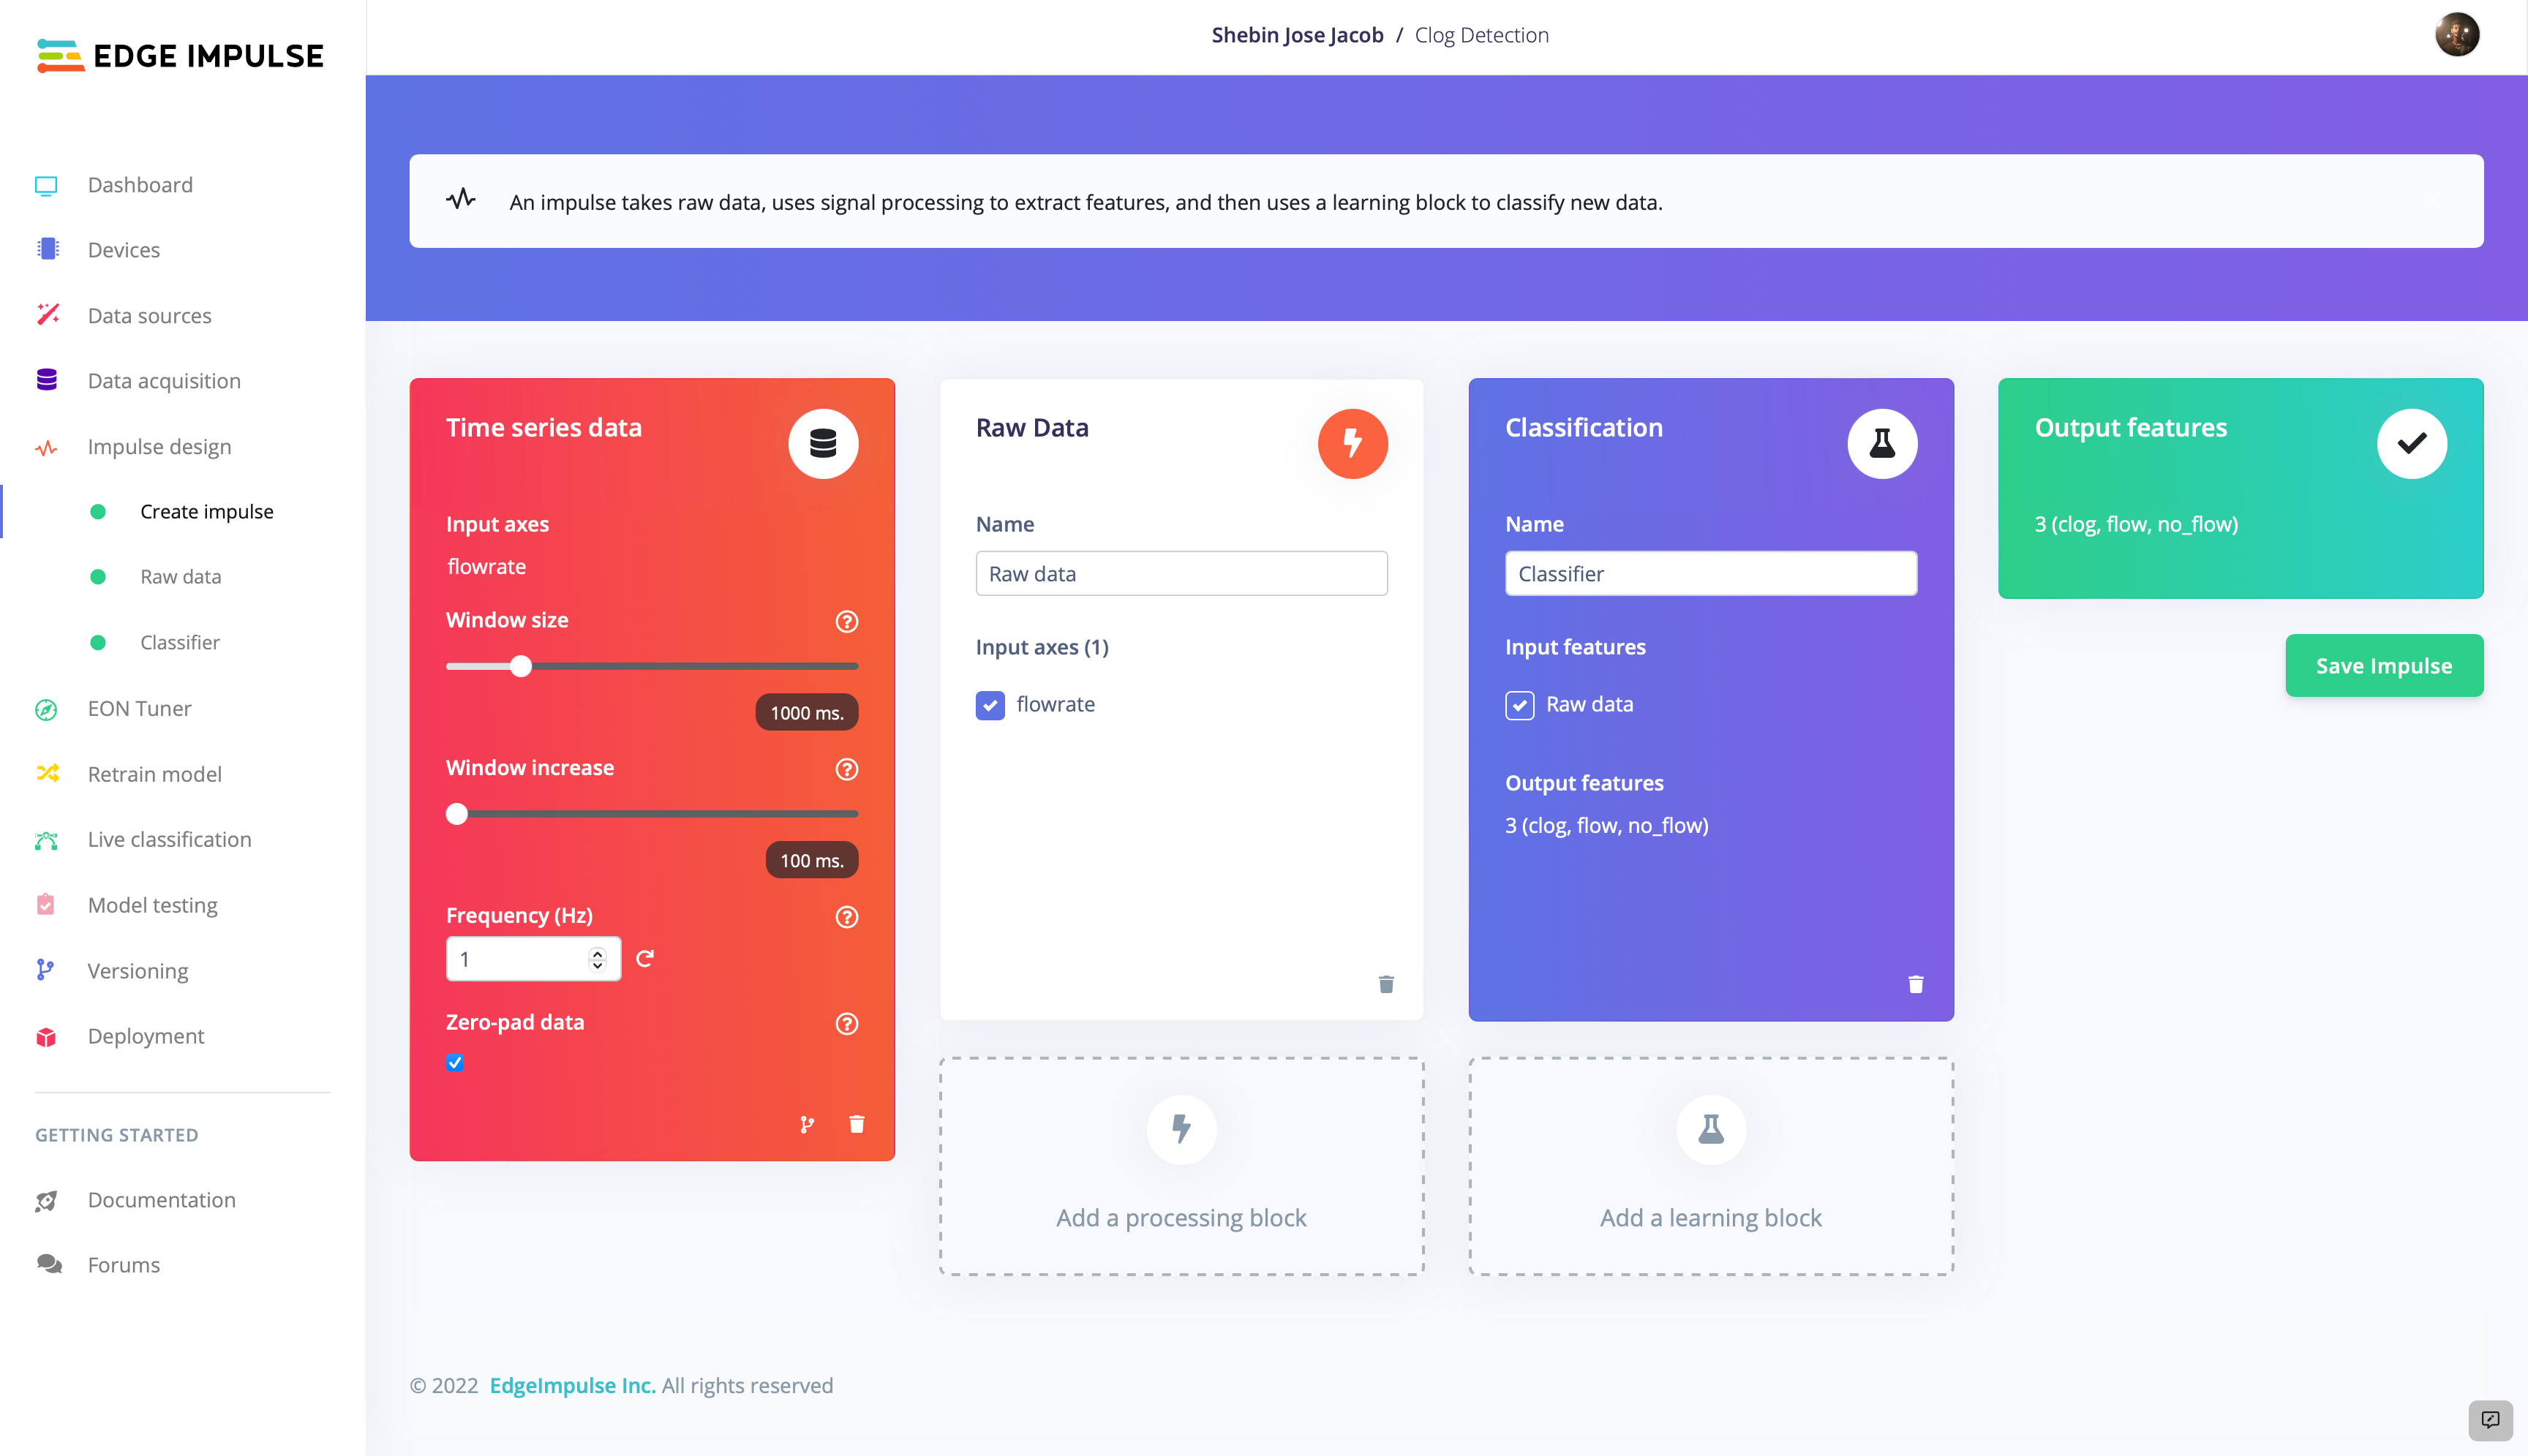 EDGE IMPULSE
Shebin Jose Jacob / Clog Detection
Dashboard
Devices
Data sources
Data acquisition
Impulse design
Create impulse
Raw data
Classifier
EON Tuner
Retrain model
Live classification
Model testing
Versioning
Deployment
GETTING STARTED
Documentation
Forums
An impulse takes raw data, uses signal processing to extract features, and then uses a learning block to classify new data.
Time series data
Input axes
flowrate
Window size
1000 ms.
Window increase
100 ms.
Frequency (Hz)
1
Zero-pad data
Raw Data
Name
Raw data
Input axes (1)
flowrate
Add a processing block
Classification
Name
Classifier
Input features
Raw data
Output features
3 (clog, flow, no_flow)
Add a learning block
Output features
3 (clog, flow, no_flow)
Save Impulse
© 2022 EdgeImpulse Inc. All rights reserved